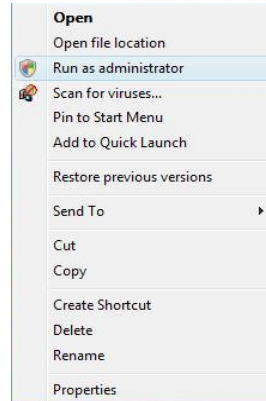 Open
Open file location
Run as administrator
Scan for viruses...
Pin to Start Menu
Add to Quick Launch
Restore previous versions
Send To
Cut
Copy
Create Shortcut
Delete
Rename
Properties